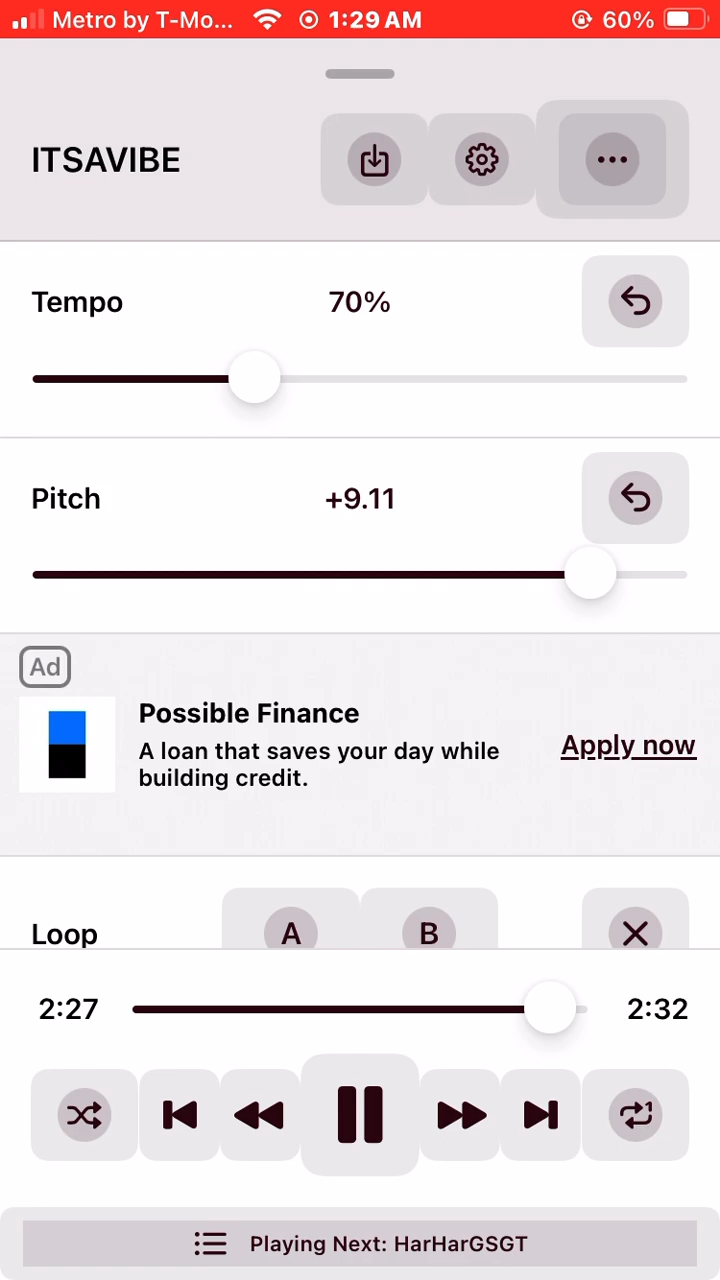 Metro by T-Mo... 1:29 AM 60%
ITSAVIBE
Tempo 70%
Pitch +9.11
Ad
Possible Finance
A loan that saves your day while
building credit.
Apply now
Loop A B
2:27 2:32
Playing Next: HarHarGSGT